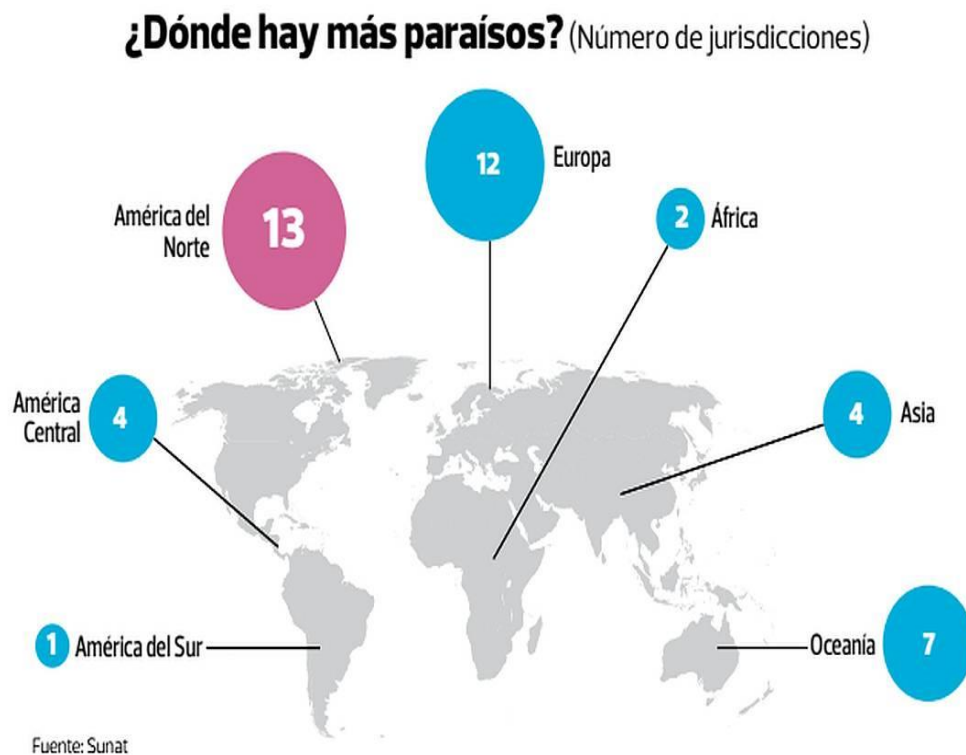 ¿Dónde hay más paraísos? (Número de jurisdicciones)
12
Europa
América del
Norte
13
2
África
América
Central
4
4
Asia
1
América del Sur
Oceanía
7
Fuente: Sunat